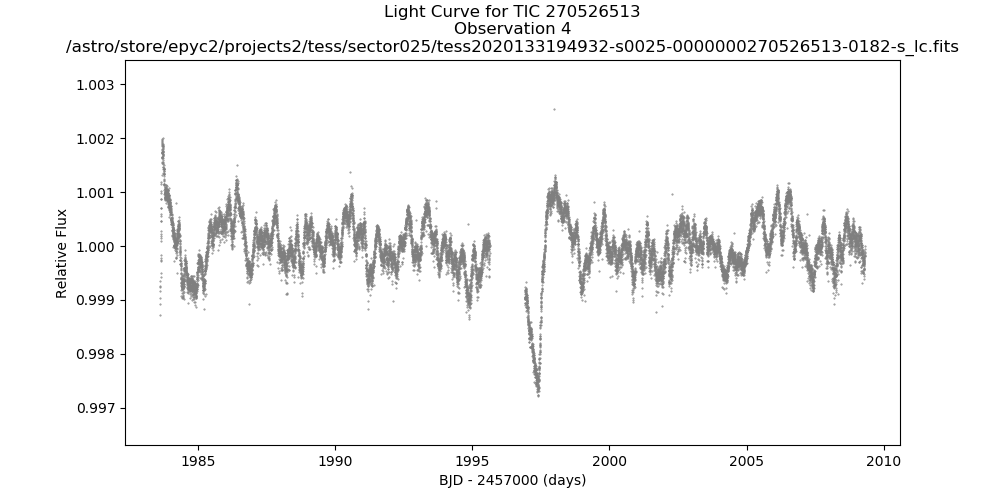 Light Curve for TIC 270526513
Observation 4
/astro/store/epyc2/projects2/tess/sector025/tess2020133194932-s0025-0000000270526513-0182-s_lc.fits
1.003
1.002
1.001
1.000
0.999
0.998
0.997
Relative Flux
1985
1990
1995
2000
2005
2010
BJD - 2457000 (days)